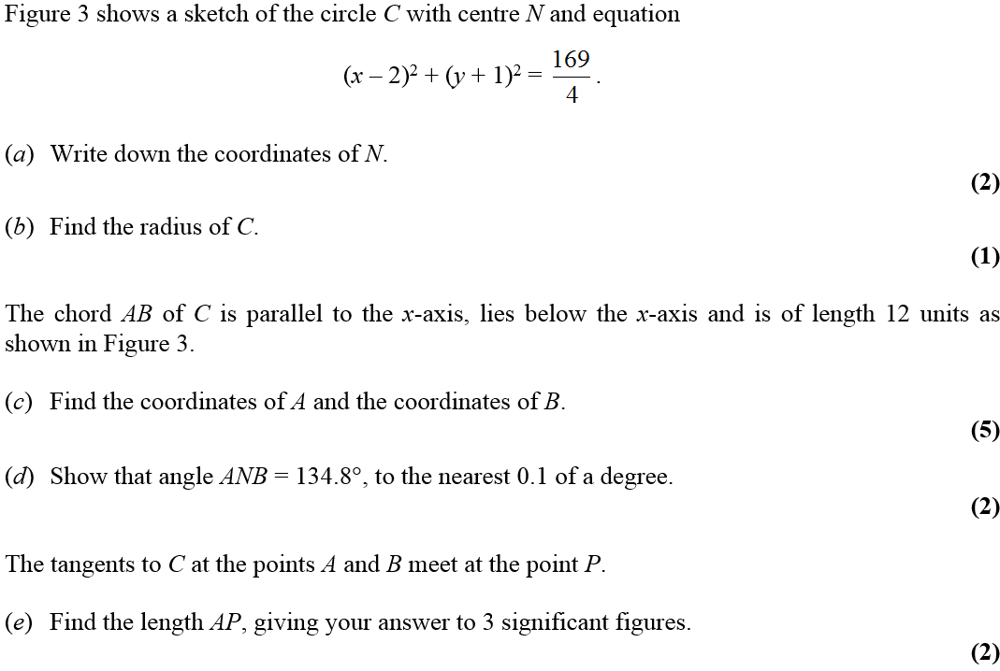 Figure 3 shows a sketch of the circle C with centre N and equation
(x – 2)² + (y + 1)² = 169/4 .
(a) Write down the coordinates of N.
(2)
(b) Find the radius of C.
(1)
The chord AB of C is parallel to the x-axis, lies below the x-axis and is of length 12 units as
shown in Figure 3.
(c) Find the coordinates of A and the coordinates of B.
(5)
(d) Show that angle ANB = 134.8°, to the nearest 0.1 of a degree.
(2)
The tangents to C at the points A and B meet at the point P.
(e) Find the length AP, giving your answer to 3 significant figures.
(2)